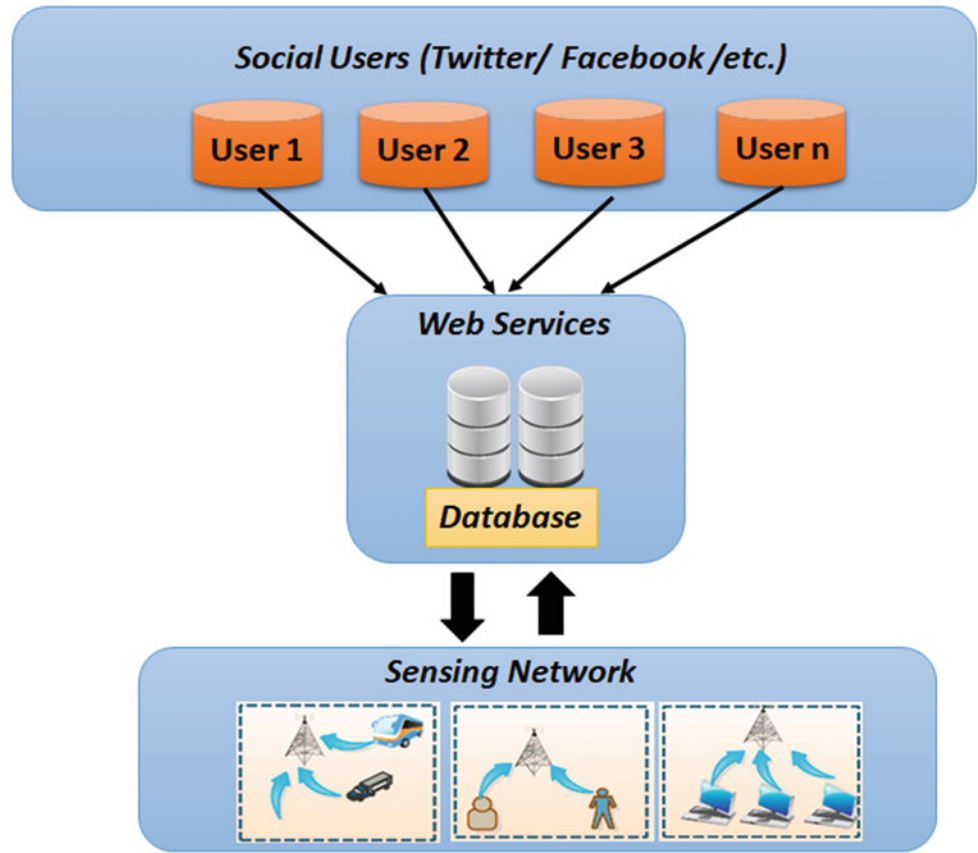 Social Users (Twitter/ Facebook /etc.)
User 1
User 2
User 3
User n
Web Services
Database
Sensing Network